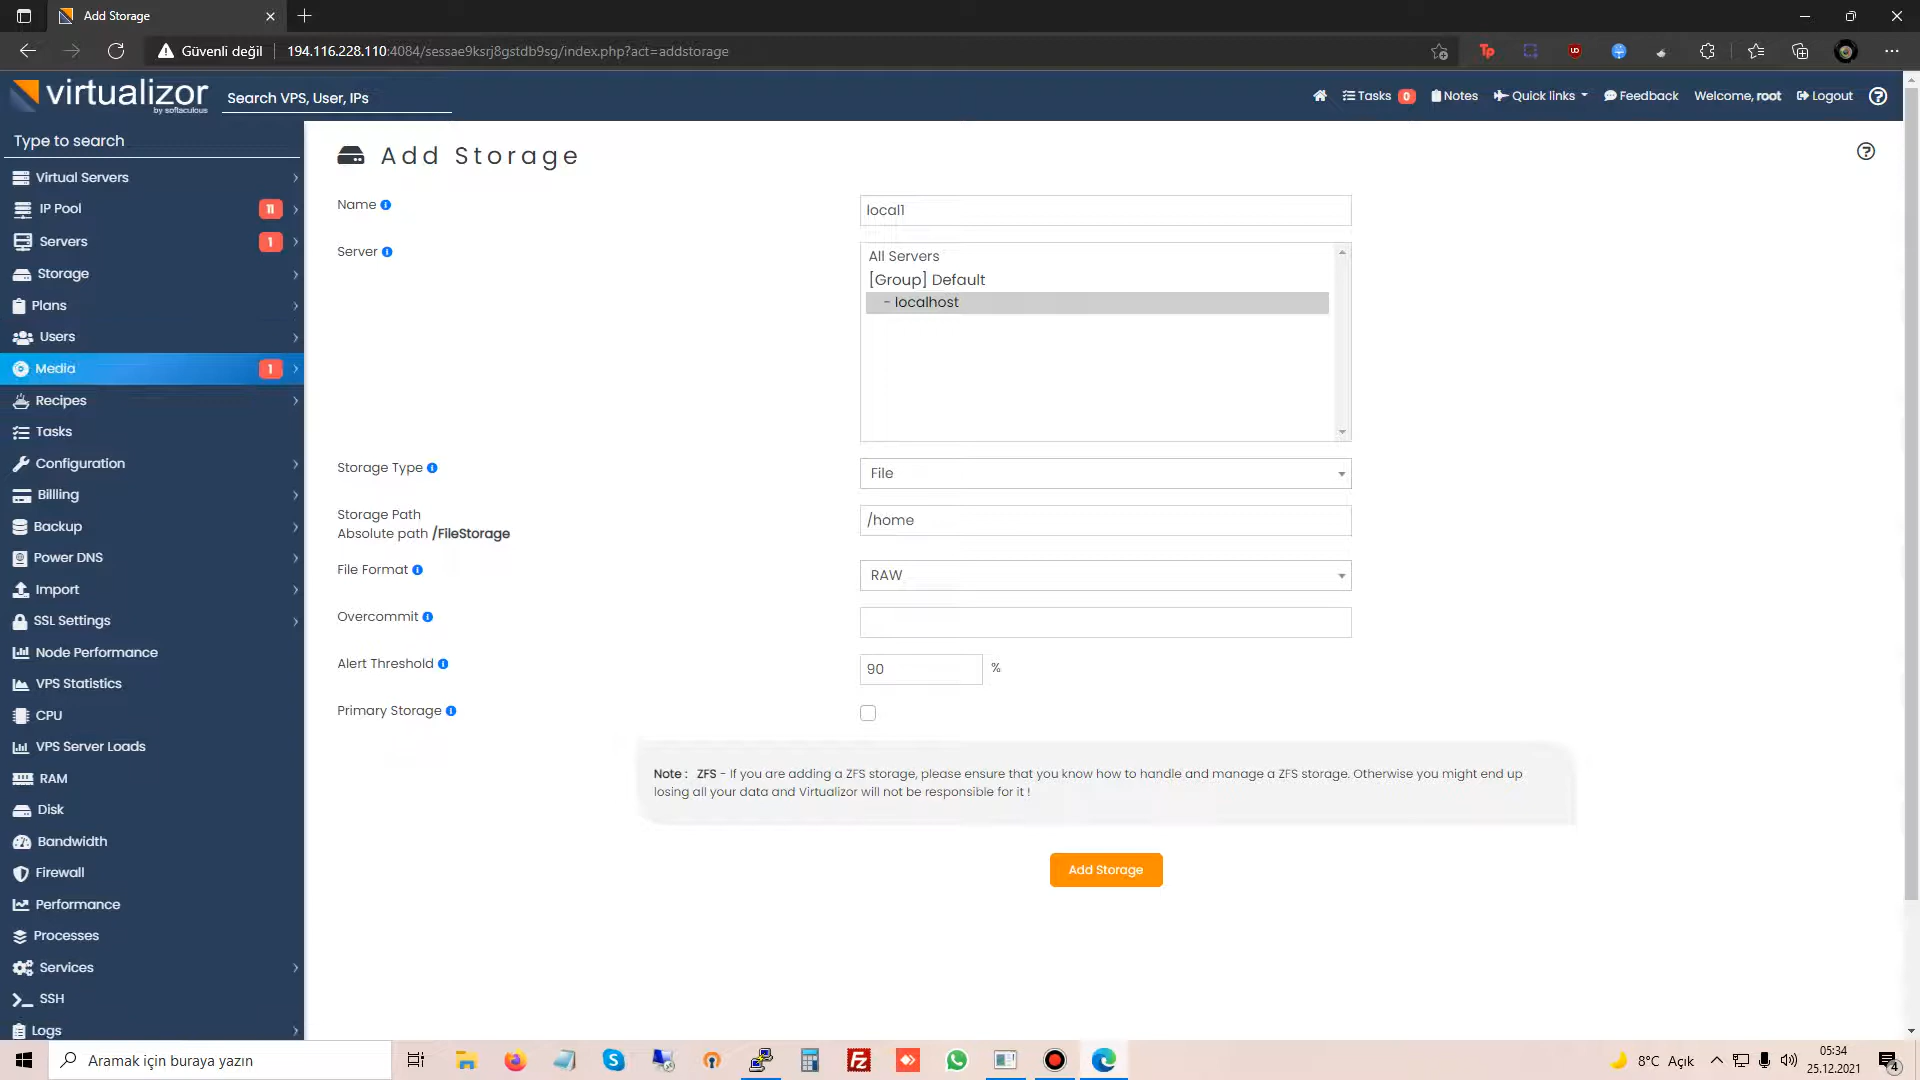 Add Storage
Güvenli değil
194.116.228.110:4084/sessae9ksrj8gstdb9sg/index.php?act=addstorage
virtualizor
by softaculous
Search VPS, User, IPs
Tasks 0
Notes
Quick links
Feedback
Welcome, root
Logout
Type to search
Virtual Servers
IP Pool 11
Servers 1
Storage
Plans
Users
Media 1
Recipes
Tasks
Configuration
Billling
Backup
Power DNS
Import
SSL Settings
Node Performance
VPS Statistics
CPU
VPS Server Loads
RAM
Disk
Bandwidth
Firewall
Performance
Processes
Services
SSH
Logs
Add Storage
Name
local1
Server
All Servers
[Group] Default
- localhost
Storage Type
File
Storage Path
Absolute path /FileStorage
/home
File Format
RAW
Overcommit
Alert Threshold
90 %
Primary Storage
Note : ZFS - If you are adding a ZFS storage, please ensure that you know how to handle and manage a ZFS storage. Otherwise you might end up
losing all your data and Virtualizor will not be responsible for it !
Add Storage
Aramak için buraya yazın
8°C Açık
05:34
25.12.2021
4